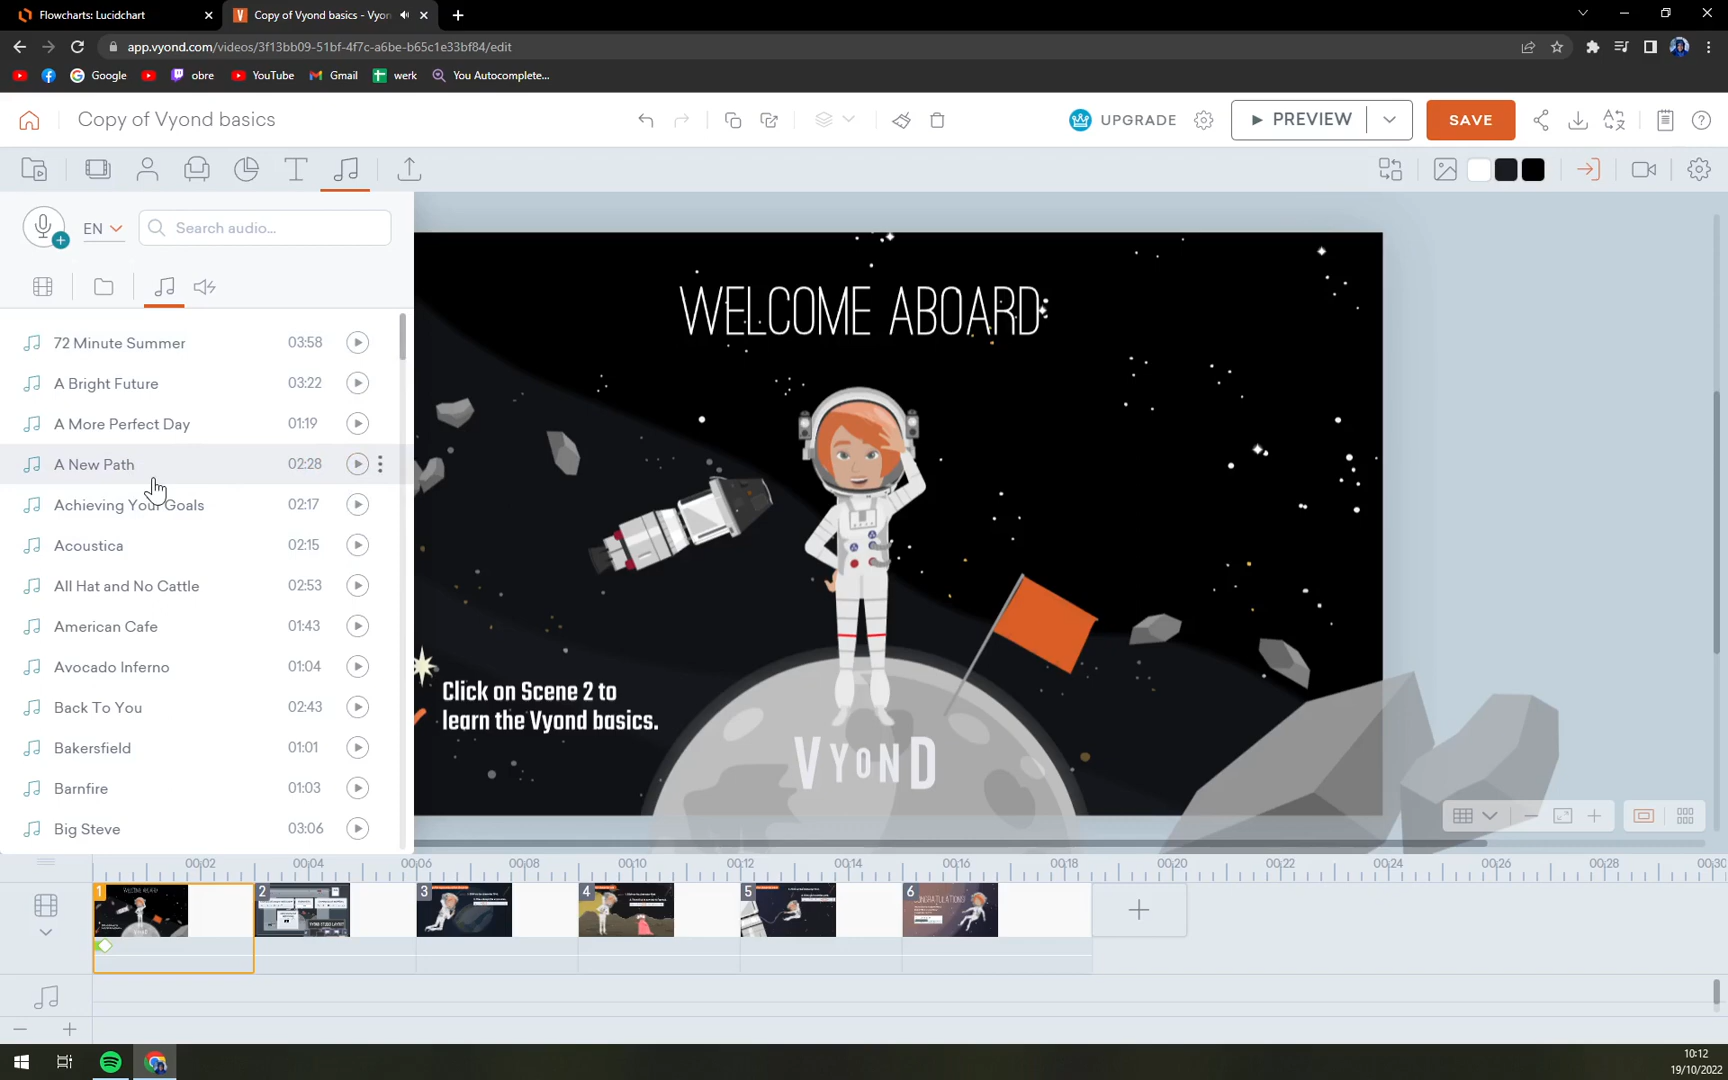 Flowcharts: Lucidchart
Copy of Vyond basics - Vyon
app.vyond.com/videos/3f13bb09-51bf-4f7c-a6be-b65c1e33bf84/edit
Google
obre
YouTube
Gmail
werk
You Autocomplete...
Copy of Vyond basics
UPGRADE
PREVIEW
SAVE
EN
Search audio...
72 Minute Summer 03:58
A Bright Future 03:22
A More Perfect Day 01:19
A New Path 02:28
Achieving Your Goals 02:17
Acoustica 02:15
All Hat and No Cattle 02:53
American Cafe 01:43
Avocado Inferno 01:04
Back To You 02:43
Bakersfield 01:01
Barnfire 01:03
Big Steve 03:06
WELCOME ABOARD
Click on Scene 2 to
learn the Vyond basics.
VYOND
00:02 00:04 00:06 00:08 00:10 00:12 00:14 00:16 00:18 00:20 00:22 00:24 00:26 00:28 00:30
1 2 3 4 5 6
10:12
19/10/2022